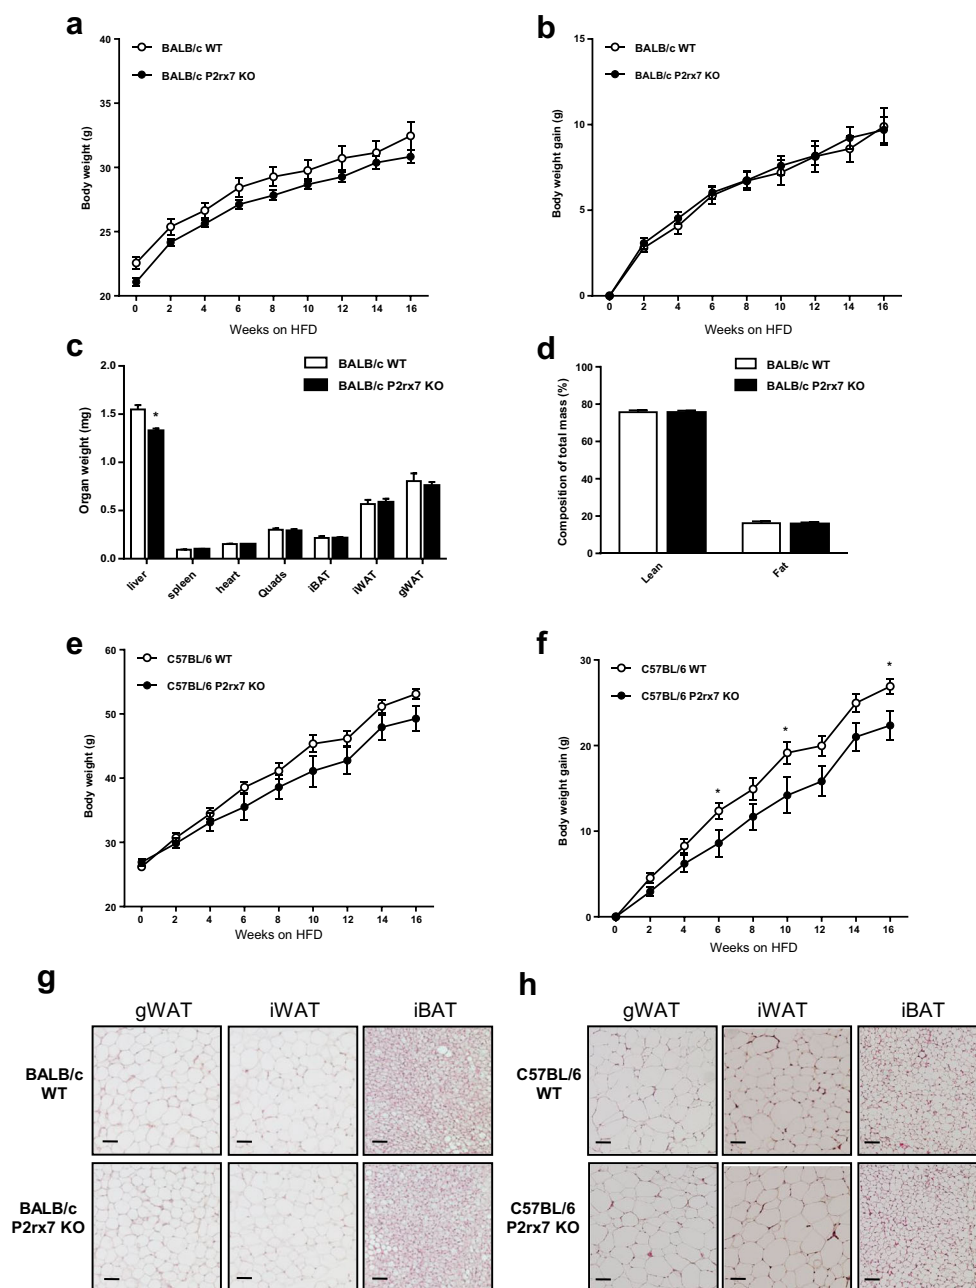 a
BALB/c WT
BALB/c P2rx7 KO
Body weight (g)
40
35
30
25
20
0 2 4 6 8 10 12 14 16
Weeks on HFD
b
BALB/c WT
BALB/c P2rx7 KO
Body weight gain (g)
15
10
5
0
0 2 4 6 8 10 12 14 16
Weeks on HFD
c
BALB/c WT
BALB/c P2rx7 KO
Organ weight (mg)
2.0
1.5
1.0
0.5
0.0
*
liver spleen heart Quads iBAT iWAT gWAT
d
BALB/c WT
BALB/c P2rx7 KO
Composition of total mass (%)
100
80
60
40
20
0
Lean Fat
e
C57BL/6 WT
C57BL/6 P2rx7 KO
Body weight (g)
60
50
40
30
20
0 2 4 6 8 10 12 14 16
Weeks on HFD
f
C57BL/6 WT
C57BL/6 P2rx7 KO
Body weight gain (g)
30
20
10
0
* * *
0 2 4 6 8 10 12 14 16
Weeks on HFD
g
gWAT iWAT iBAT
BALB/c
WT
BALB/c
P2rx7 KO
h
gWAT iWAT iBAT
C57BL/6
WT
C57BL/6
P2rx7 KO